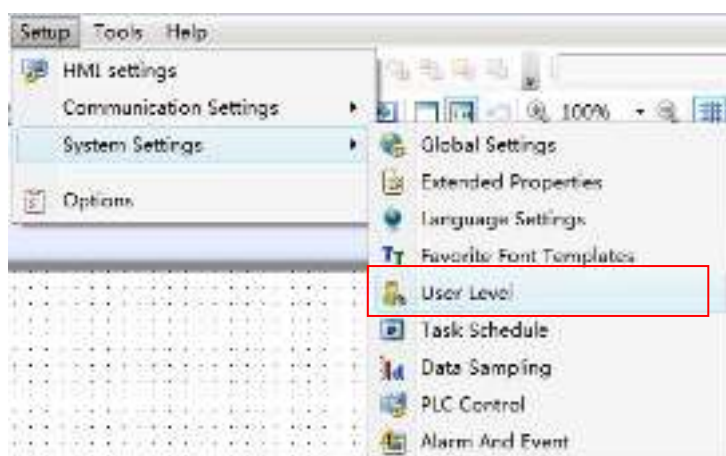 Setup Tools Help
HMI settings
Communication Settings
System Settings
Options
100%
Global Settings
Extended Properties
Language Settings
Favorite Font Templates
User Level
Task Schedule
Data Sampling
PLC Control
Alarm And Event